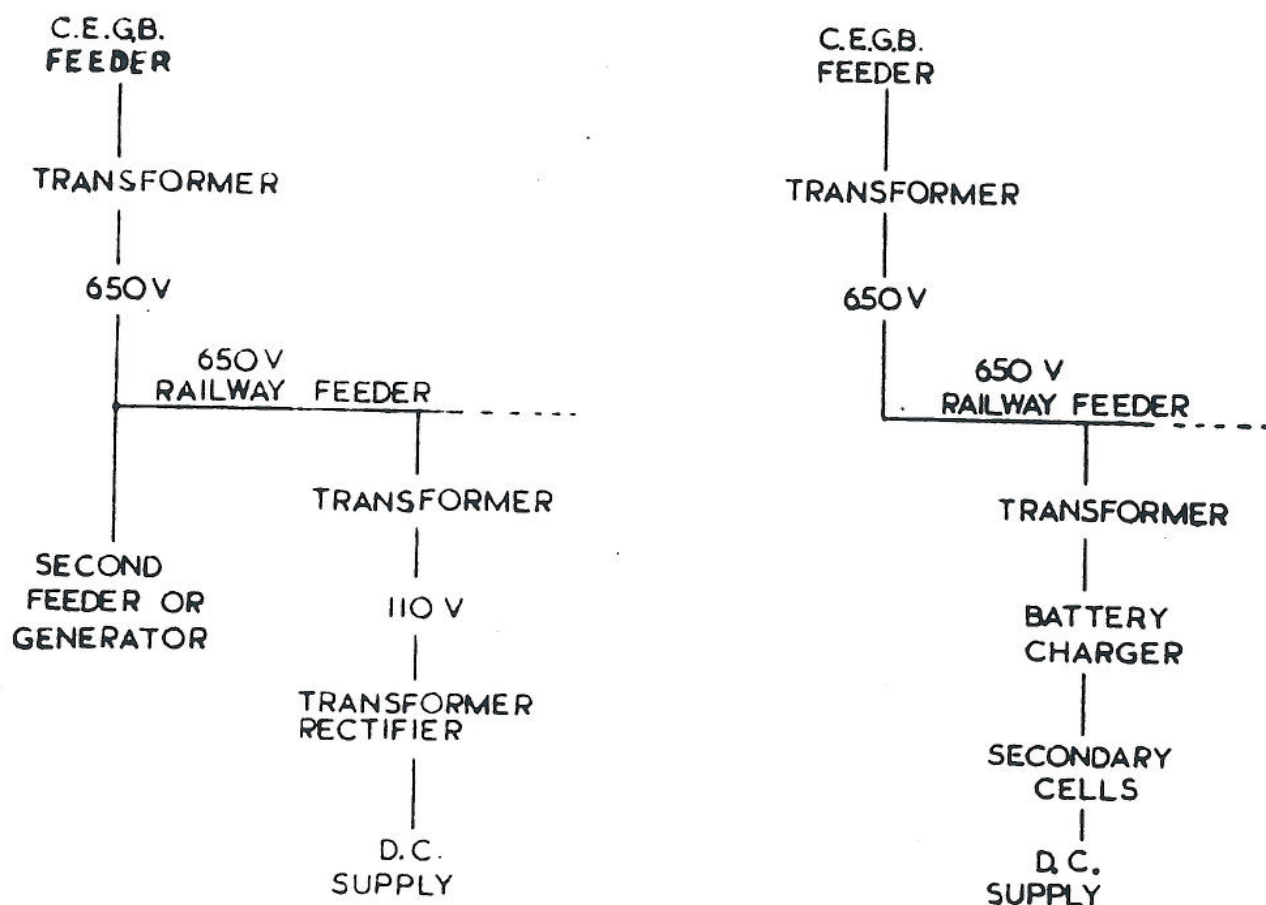 C.E.G.B.
FEEDER
TRANSFORMER
650V
650V
RAILWAY FEEDER
TRANSFORMER
SECOND
FEEDER OR
GENERATOR
110 V
TRANSFORMER
RECTIFIER
D.C.
SUPPLY
C.E.G.B.
FEEDER
TRANSFORMER
650V
650 V
RAILWAY FEEDER
TRANSFORMER
BATTERY
CHARGER
SECONDARY
CELLS
D.C.
SUPPLY